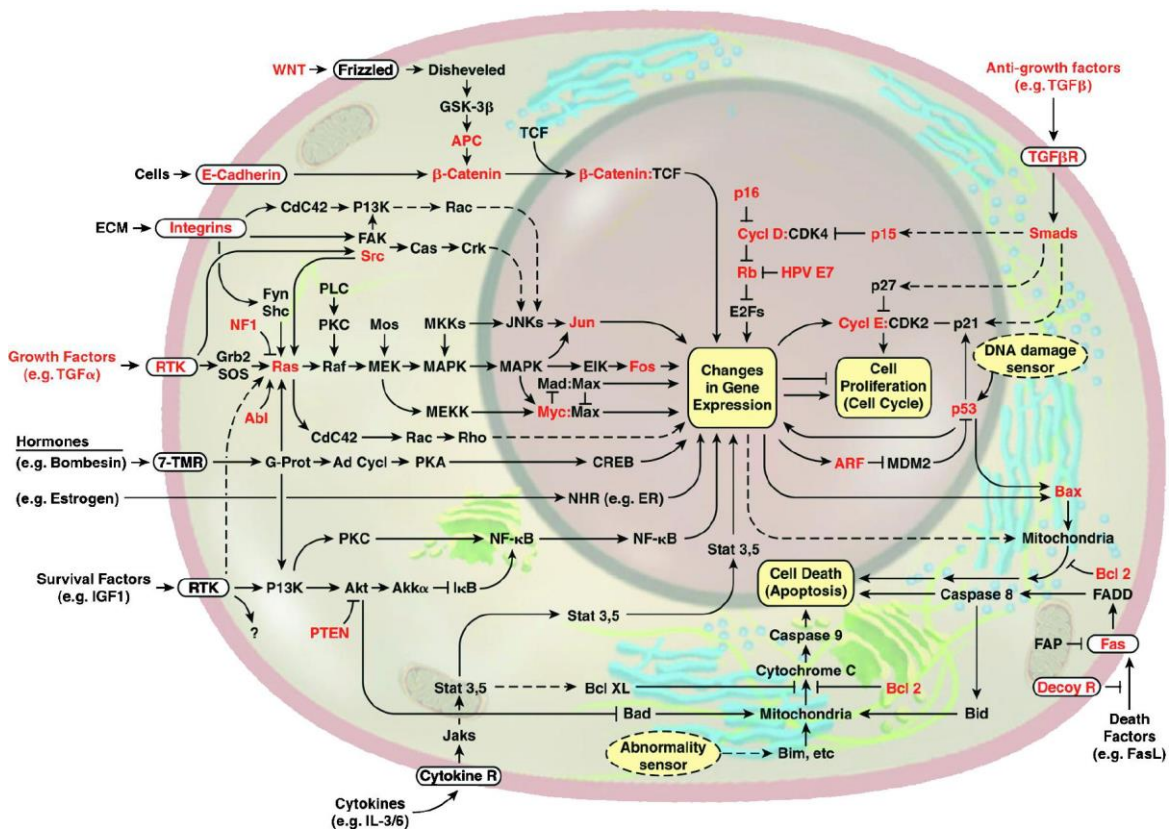 WNT
Frizzled
Disheveled
GSK-3β
APC
TCF
Cells
E-Cadherin
β-Catenin
β-Catenin:TCF
Anti-growth factors
(e.g. TGFβ)
TGFβR
Smads
p16
Cycl D:CDK4
p15
Rb
HPV E7
E2Fs
p27
Cycl E:CDK2
p21
DNA damage
sensor
ECM
Integrins
CdC42
P13K
Rac
FAK
Src
Cas
Crk
Fyn
Shc
PLC
NF1
PKC
Mos
MKKs
JNKs
Jun
Growth Factors
(e.g. TGFα)
RTK
Grb2
SOS
Ras
Raf
MEK
MAPK
MAPK
ElK
Fos
Changes
in Gene
Expression
Cell
Proliferation
(Cell Cycle)
Mad:Max
Abl
MEKK
Myc:Max
p53
CdC42
Rac
Rho
Hormones
(e.g. Bombesin)
7-TMR
G-Prot
Ad Cycl
PKA
CREB
ARF
MDM2
(e.g. Estrogen)
NHR (e.g. ER)
Bax
PKC
NF-κB
NF-κB
Stat 3,5
Mitochondria
Survival Factors
(e.g. IGF1)
RTK
P13K
Akt
Akkα
IκB
Cell Death
(Apoptosis)
Bcl 2
Caspase 8
FADD
?
PTEN
Stat 3,5
Caspase 9
FAP
Fas
Cytochrome C
Stat 3,5
Bcl XL
Bcl 2
Decoy R
Bad
Mitochondria
Bid
Death
Factors
(e.g. FasL)
Jaks
Abnormality
sensor
Bim, etc
Cytokine R
Cytokines
(e.g. IL-3/6)